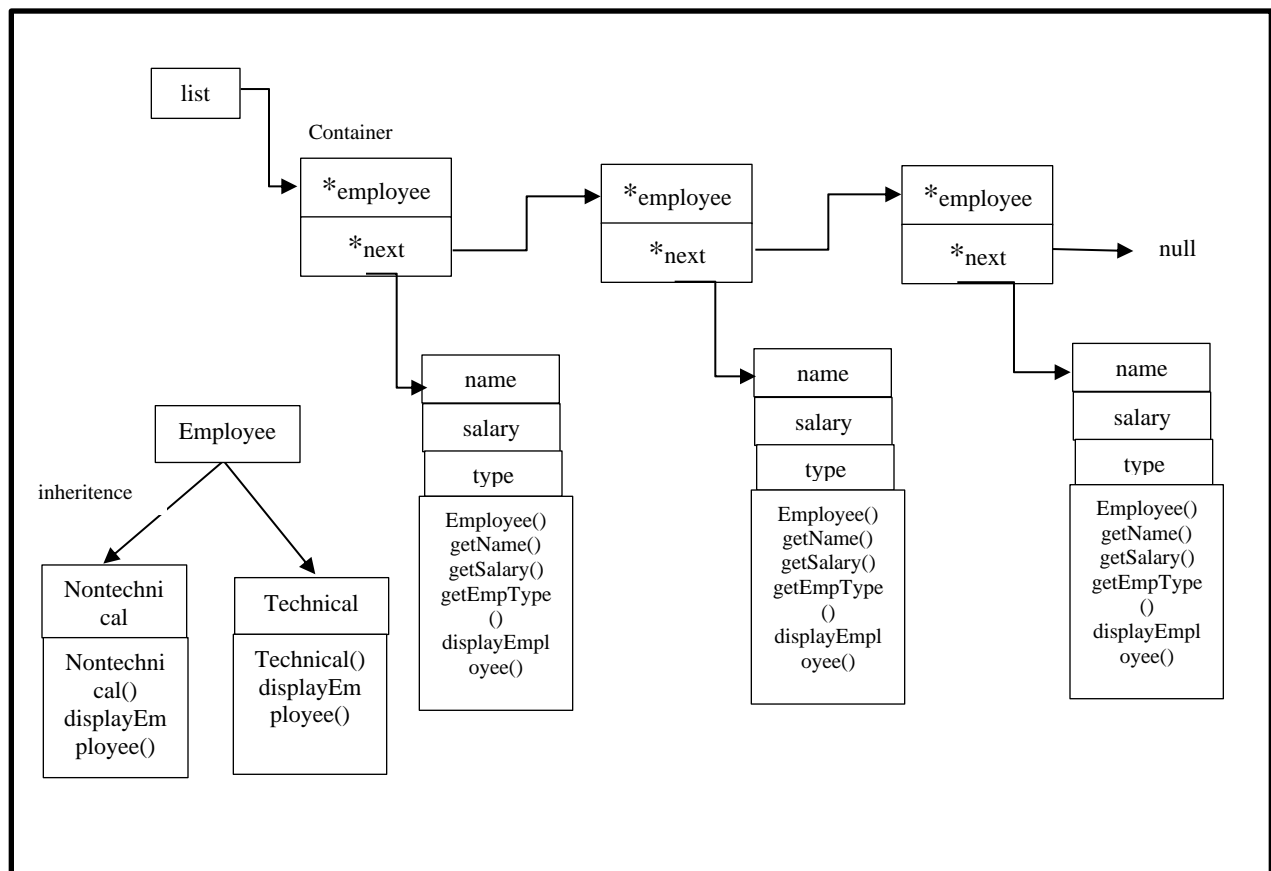 list
Container
*employee
*next
*employee
*next
*employee
*next
null
name
salary
type
Employee()
getName()
getSalary()
getEmpType
()
displayEmpl
oyee()
name
salary
type
Employee()
getName()
getSalary()
getEmpType
()
displayEmpl
oyee()
name
salary
type
Employee()
getName()
getSalary()
getEmpType
()
displayEmpl
oyee()
Employee
inheritence
Nontechni
cal
Nontechni
cal()
displayEm
ployee()
Technical
Technical()
displayEm
ployee()